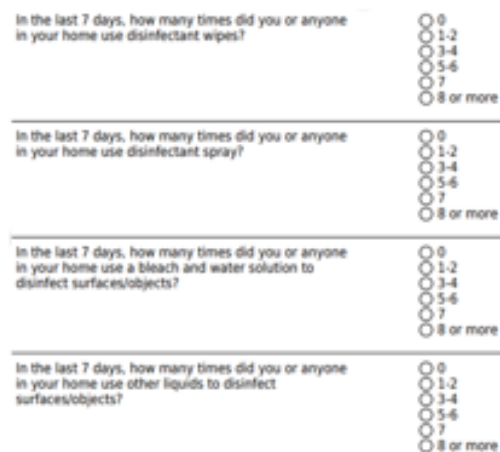 In the last 7 days, how many times did you or anyone
in your home use disinfectant wipes?
0
1-2
3-4
5-6
7
8 or more
In the last 7 days, how many times did you or anyone
in your home use disinfectant spray?
0
1-2
3-4
5-6
7
8 or more
In the last 7 days, how many times did you or anyone
in your home use a bleach and water solution to
disinfect surfaces/objects?
0
1-2
3-4
5-6
7
8 or more
In the last 7 days, how many times did you or anyone
in your home use other liquids to disinfect
surfaces/objects?
0
1-2
3-4
5-6
7
8 or more